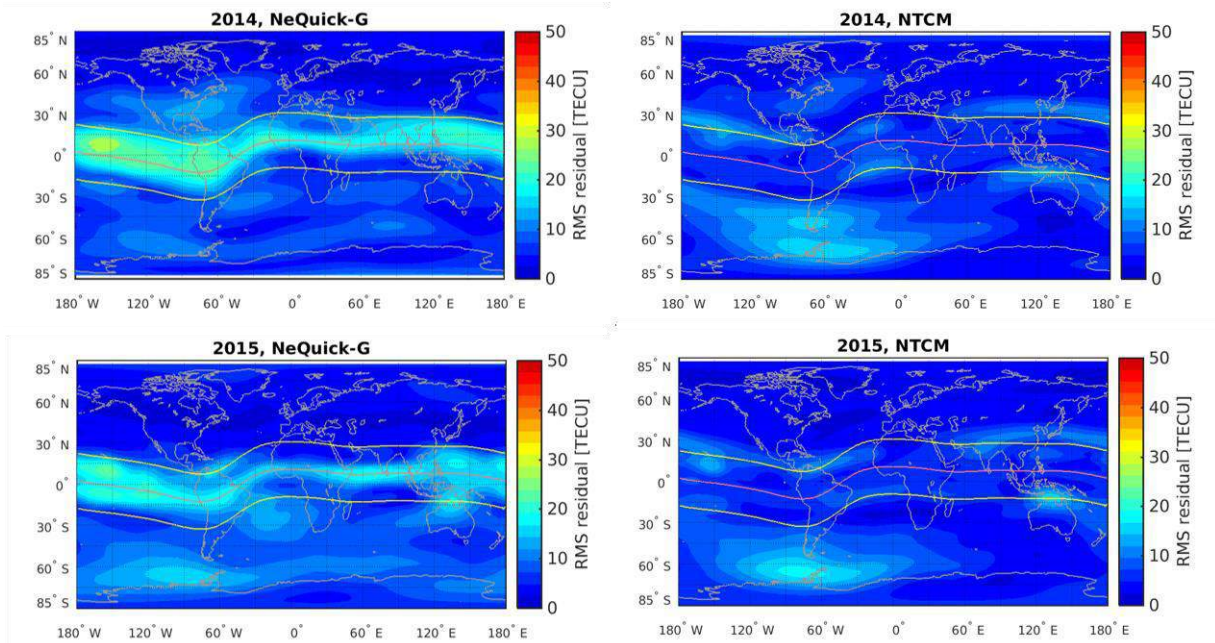 2014, NeQuick-G
85° N
60° N
30° N
0°
30° S
60° S
85° S
180° W
120° W
60° W
0°
60° E
120° E
180° E
50
40
30
20
10
0
RMS residual [TECU]
2014, NTCM
85° N
60° N
30° N
0°
30° S
60° S
85° S
180° W
120° W
60° W
0°
60° E
120° E
180° E
50
40
30
20
10
0
RMS residual [TECU]
2015, NeQuick-G
85° N
60° N
30° N
0°
30° S
60° S
85° S
180° W
120° W
60° W
0°
60° E
120° E
180° E
50
40
30
20
10
0
RMS residual [TECU]
2015, NTCM
85° N
60° N
30° N
0°
30° S
60° S
85° S
180° W
120° W
60° W
0°
60° E
120° E
180° E
50
40
30
20
10
0
RMS residual [TECU]